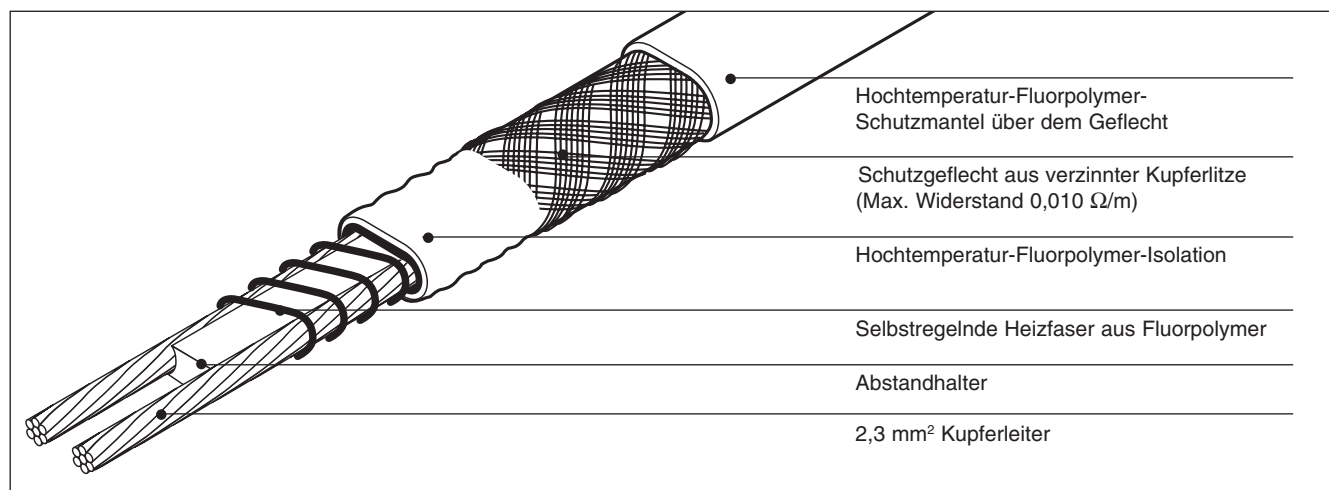 Hochtemperatur-Fluorpolymer-
Schutzmantel über dem Geflecht
Schutzgeflecht aus verzinnter Kupferlitze
(Max. Widerstand 0,010 Ω/m)
Hochtemperatur-Fluorpolymer-Isolation
Selbstregelnde Heizfaser aus Fluorpolymer
Abstandhalter
2,3 mm² Kupferleiter